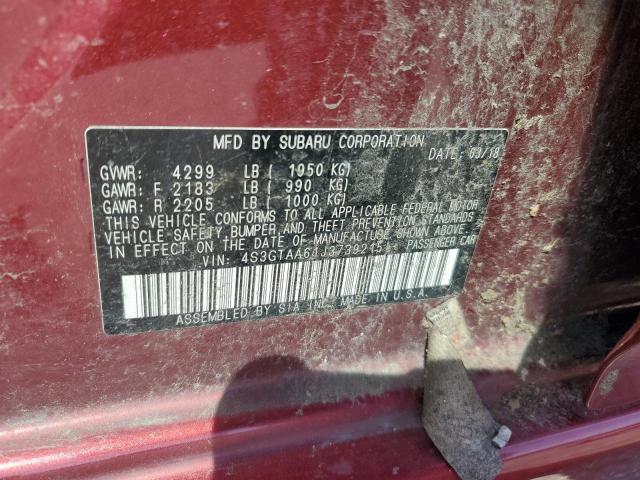 MFD BY SUBARU CORPORATION
DATE: 03/18
GVWR: 4299 LB ( 1950 KG)
GAWR: F 2183 LB ( 990 KG)
GAWR: R 2205 LB ( 1000 KG)
THIS VEHICLE CONFORMS TO ALL APPLICABLE FEDERAL MOTOR
VEHICLE SAFETY, BUMPER, AND THEFT PREVENTION STANDARDS
IN EFFECT ON THE DATE OF MANUFACTURE SHOWN ABOVE.
VIN: PASSENGER CAR
ASSEMBLED BY SIA INC. MADE IN U.S.A